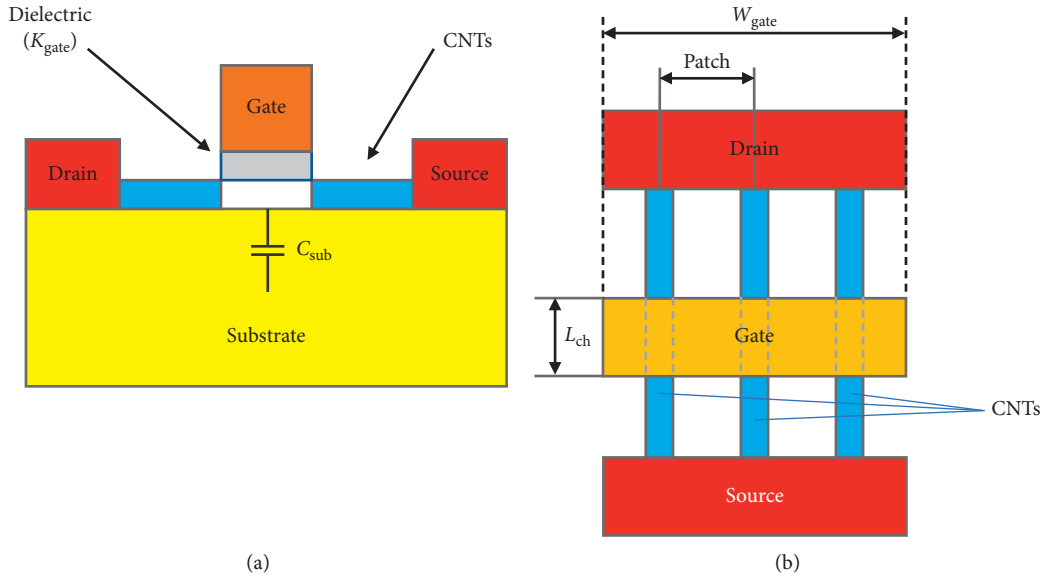 Dielectric
(Kgate)
CNTs
Gate
Drain
Source
Csub
Substrate
(a)
Wgate
Patch
Drain
Lch
Gate
CNTs
Source
(b)